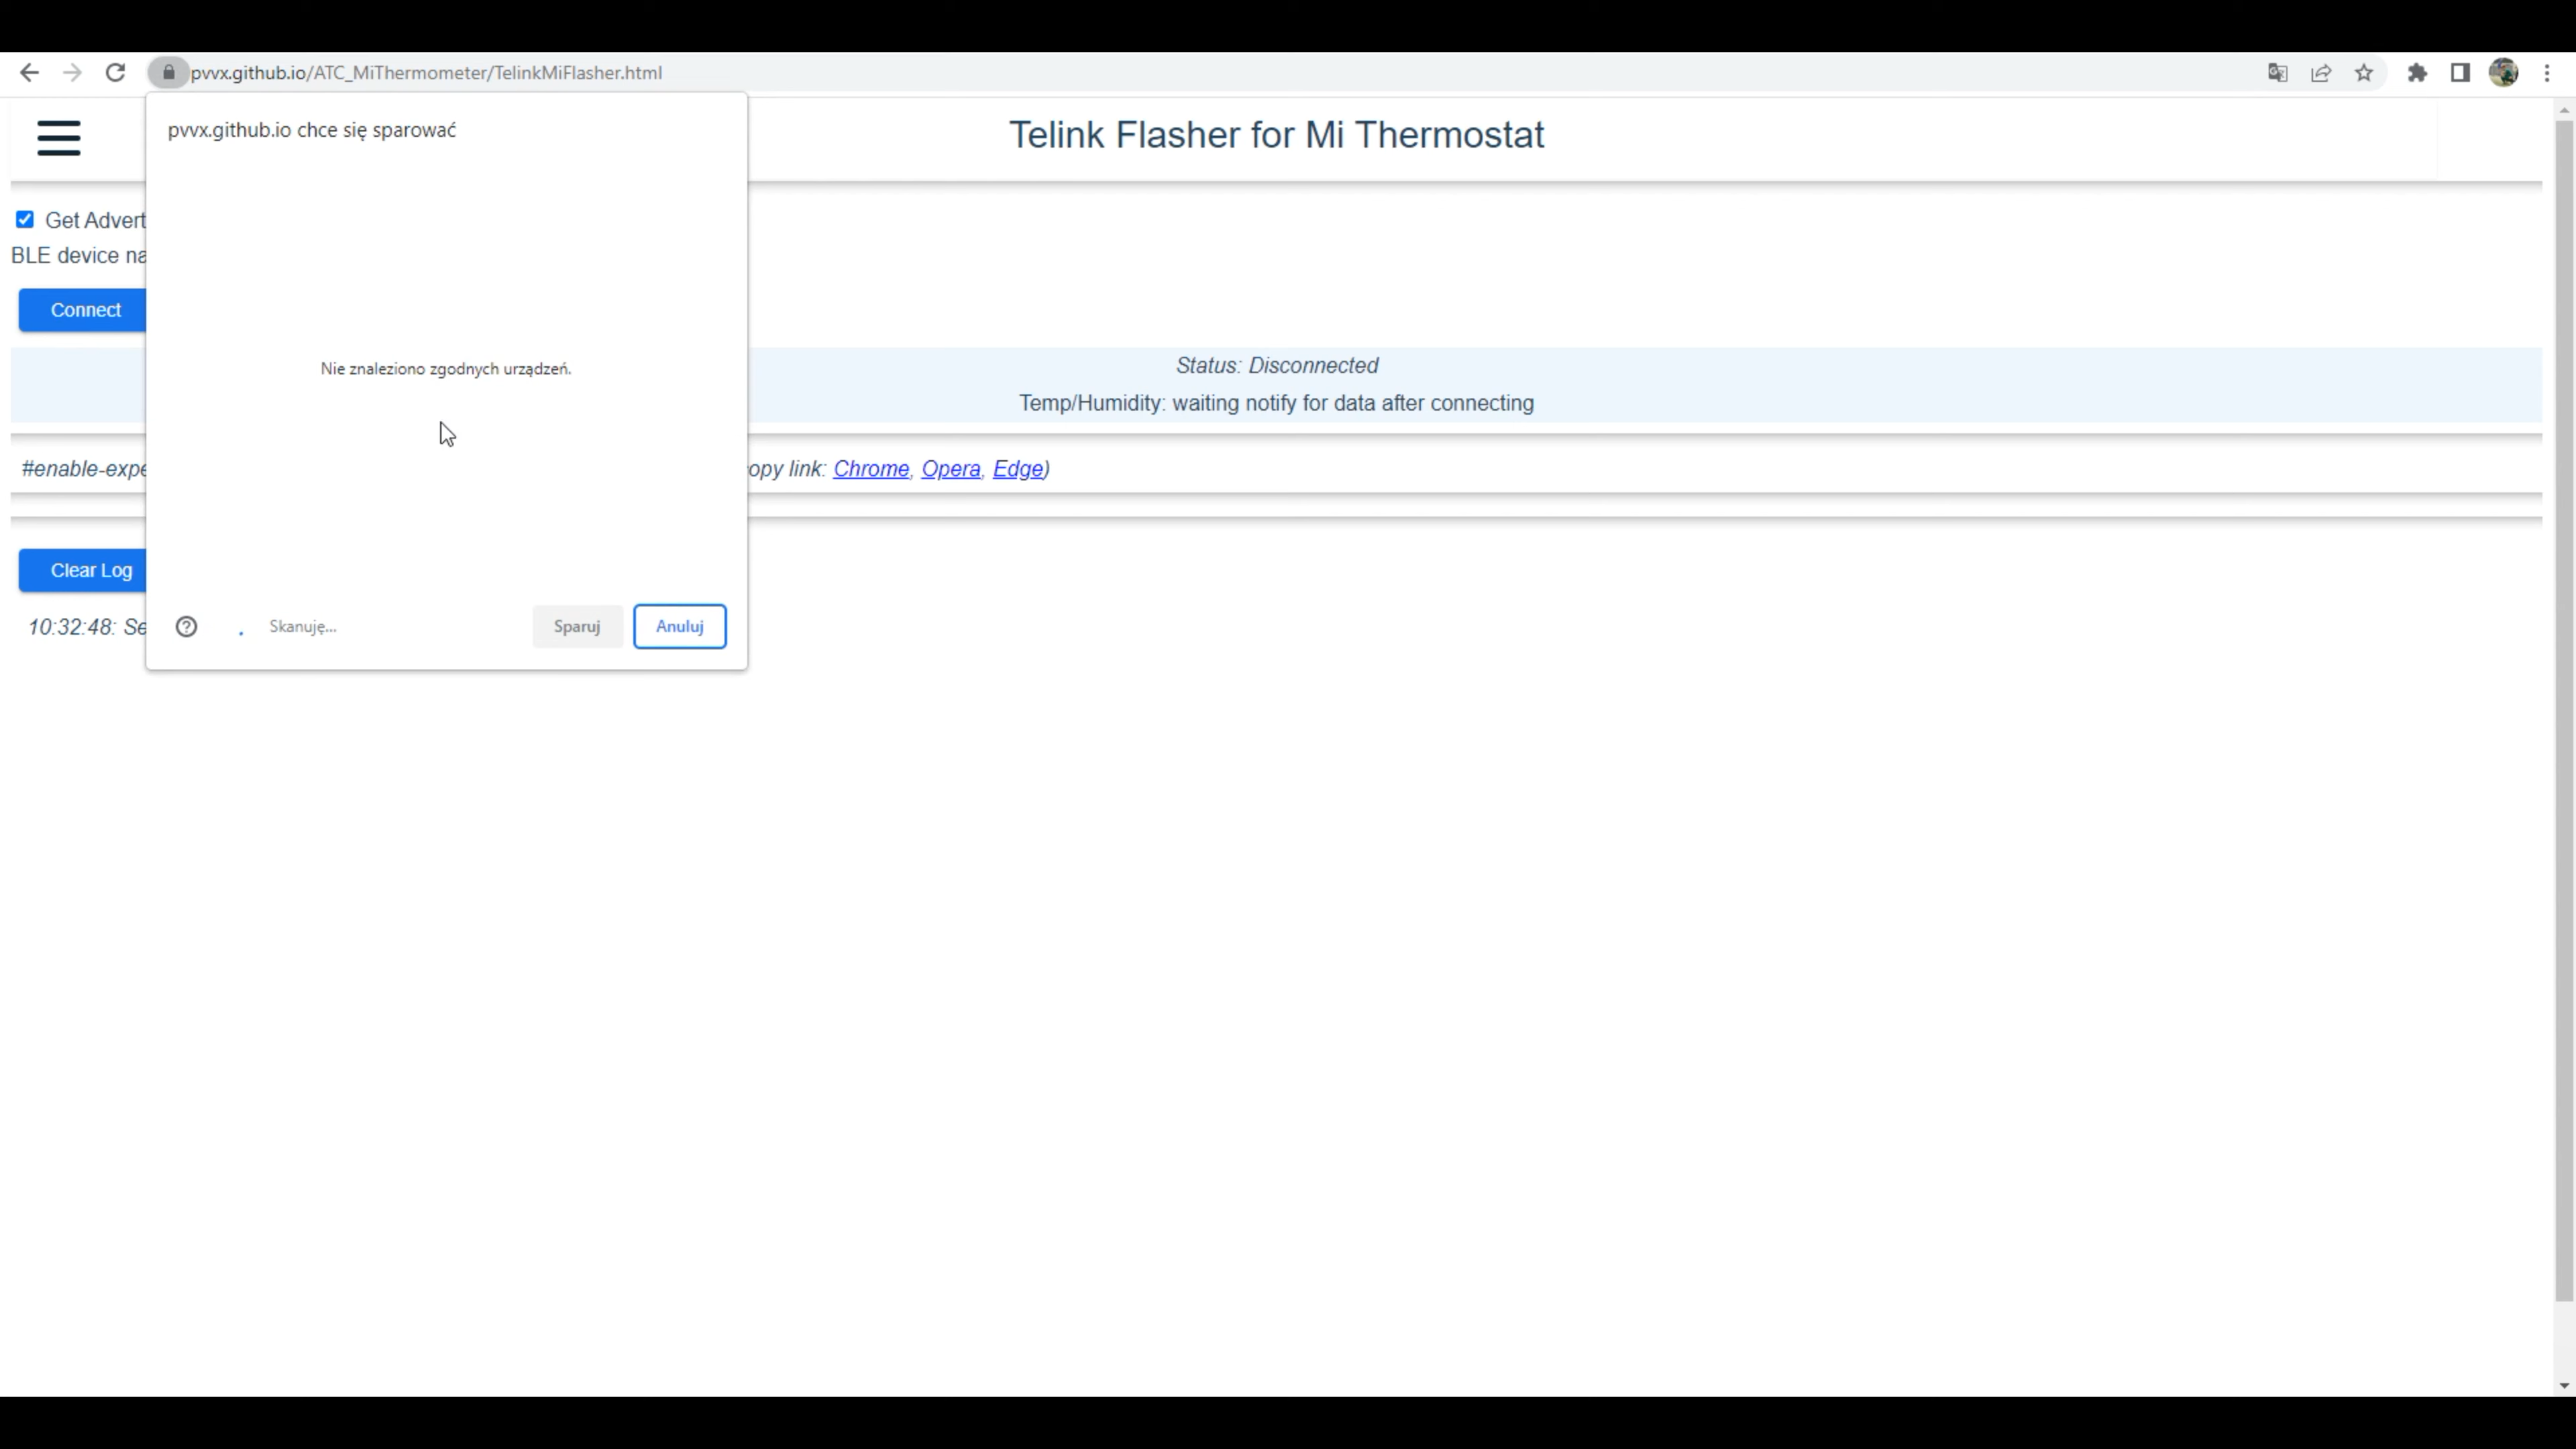 pvvx.github.io/ATC_MiThermometer/TelinkMiFlasher.html
pvvx.github.io chce się sparować
Telink Flasher for Mi Thermostat
Get Advert
BLE device na
Connect
Nie znaleziono zgodnych urządzeń.
Status: Disconnected
Temp/Humidity: waiting notify for data after connecting
#enable-expe
opy link: Chrome, Opera, Edge)
Clear Log
10:32:48: Se
Skanuję...
Sparuj
Anuluj